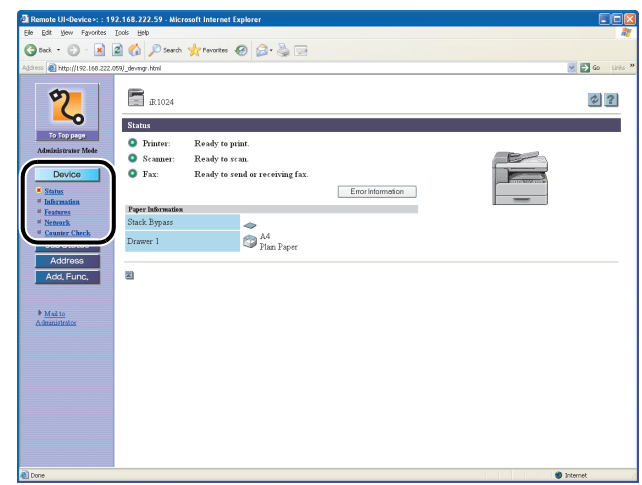 Remote UI<Device>: : 192.168.222.59 - Microsoft Internet Explorer
File Edit View Favorites Tools Help
Back Search Favorites
Address http://192.168.222.059/_devmgr.html Go Links »
To Top page
Administrator Mode
Device
Status
Information
Features
Network
Counter Check
Address
Add. Func.
Mail to
Administrator
iR1024
Status
Printer: Ready to print.
Scanner: Ready to scan.
Fax: Ready to send or receiving fax.
Error Information
Paper Information
Stack Bypass
Drawer 1 A4
Plain Paper
Done Internet